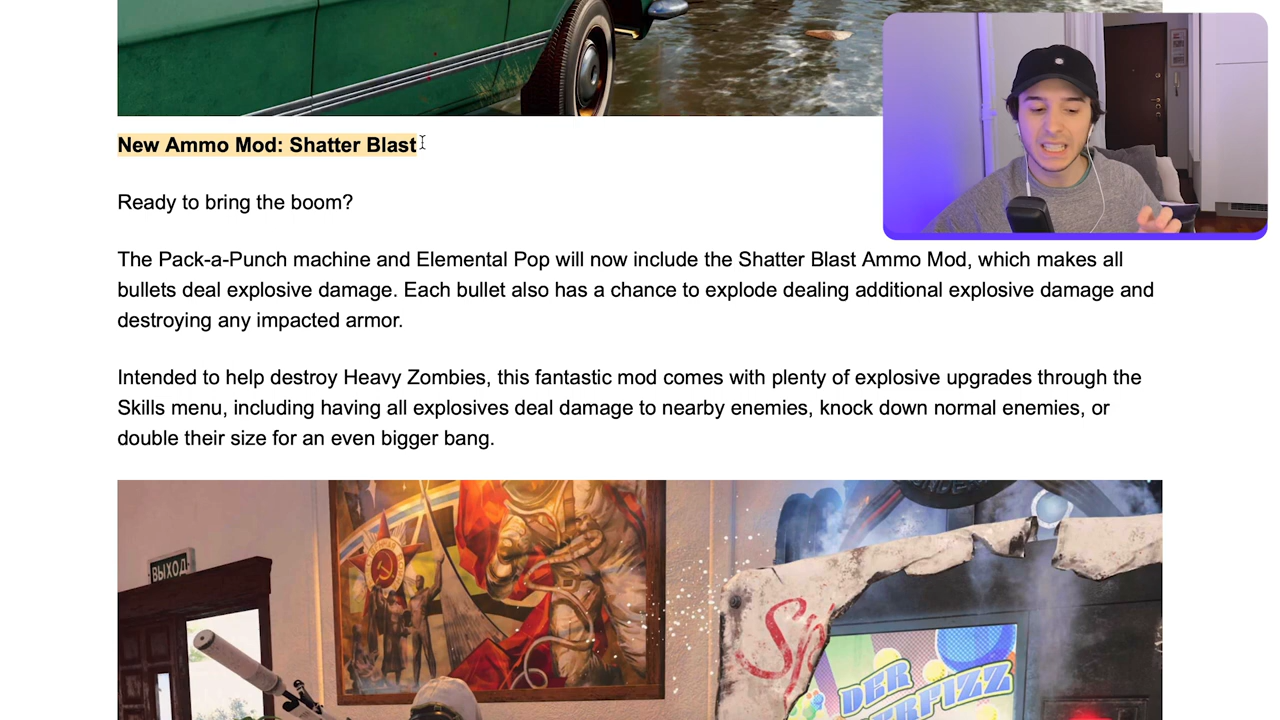 New Ammo Mod: Shatter Blast
Ready to bring the boom?
The Pack-a-Punch machine and Elemental Pop will now include the Shatter Blast Ammo Mod, which makes all
bullets deal explosive damage. Each bullet also has a chance to explode dealing additional explosive damage and
destroying any impacted armor.
Intended to help destroy Heavy Zombies, this fantastic mod comes with plenty of explosive upgrades through the
Skills menu, including having all explosives deal damage to nearby enemies, knock down normal enemies, or
double their size for an even bigger bang.
ВЫХОД
DER